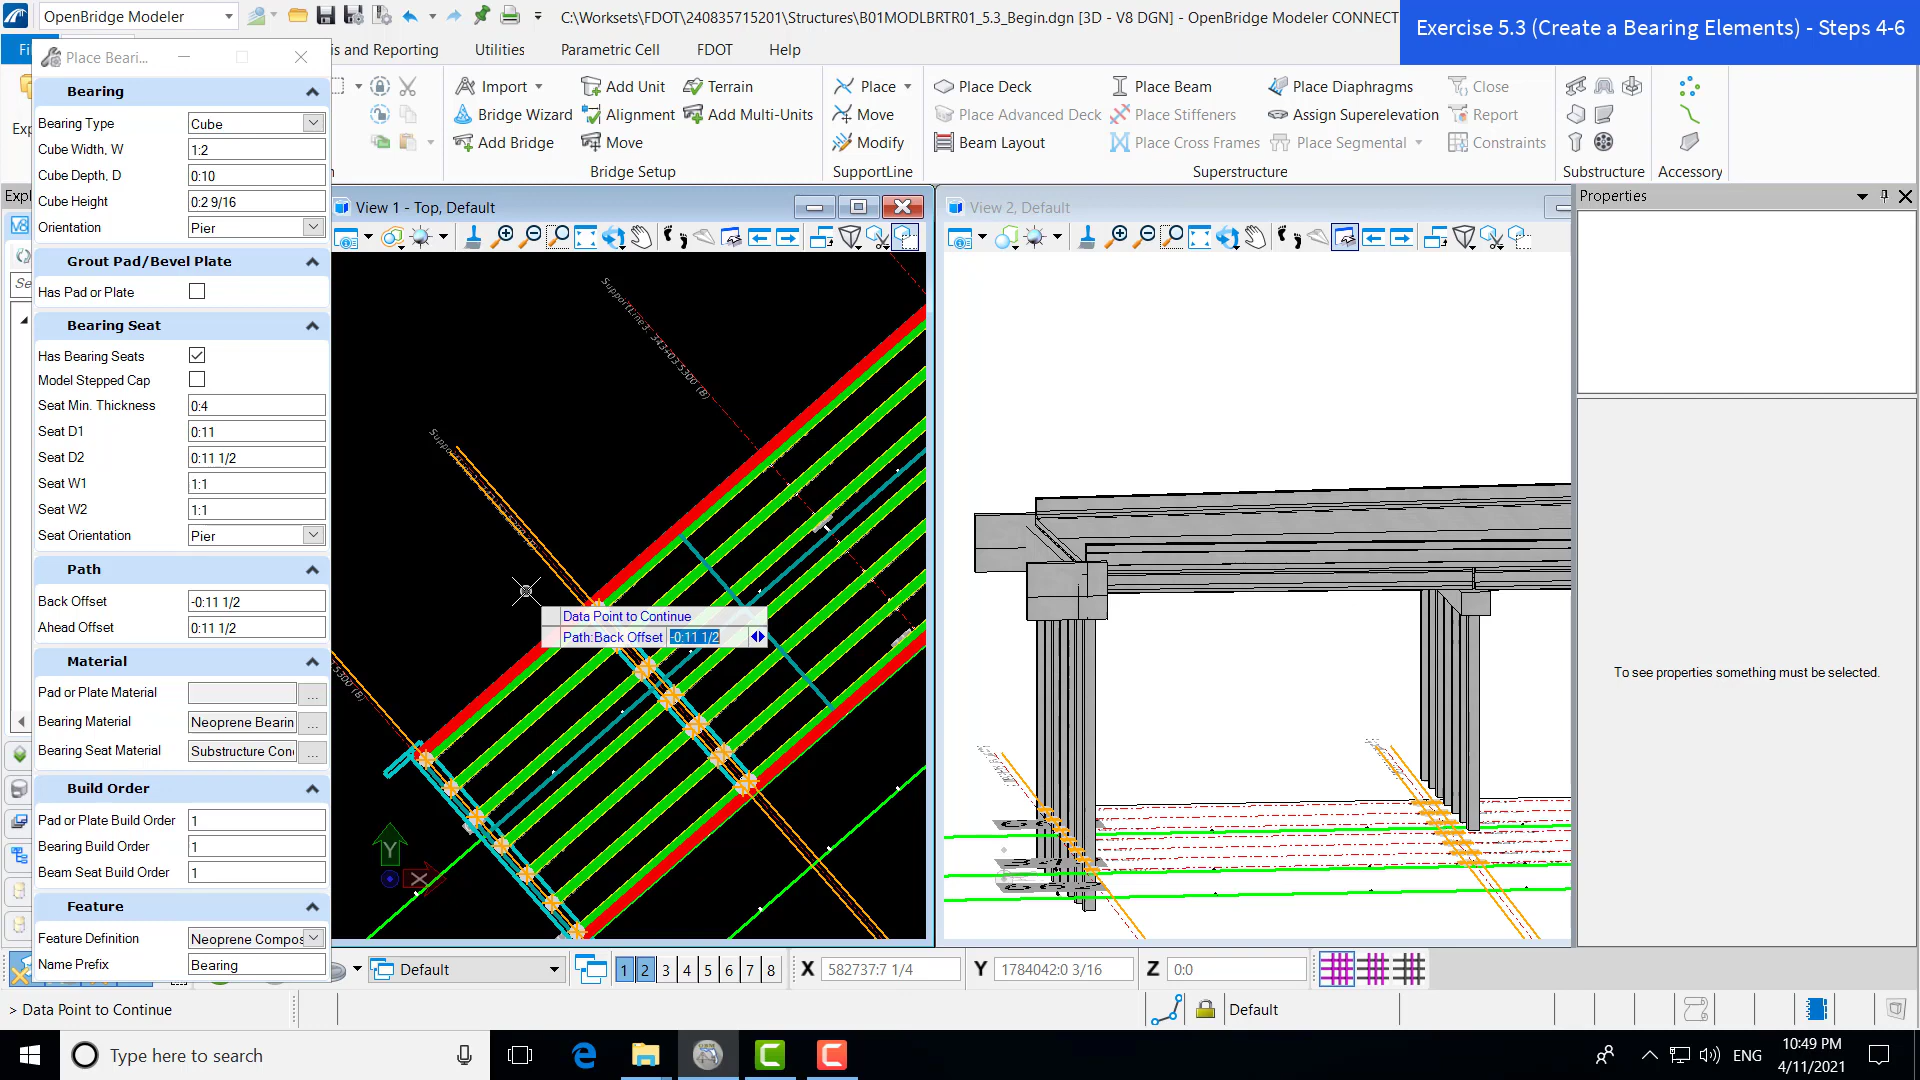 OpenBridge Modeler
C:\Worksets\FDOT\240835715201\Structures\B01MODLBRTR01_5.3_Begin.dgn [3D - V8 DGN] - OpenBridge Modeler CONNECT
Exercise 5.3 (Create a Bearing Elements) - Steps 4-6
is and Reporting
Utilities
Parametric Cell
FDOT
Help
Place Beari...
Import
Add Unit
Terrain
Bridge Wizard
Alignment
Add Multi-Units
Add Bridge
Move
Bridge Setup
Place
Move
Modify
SupportLine
Place Deck
Place Beam
Place Diaphragms
Place Advanced Deck
Place Stiffeners
Assign Superelevation
Beam Layout
Place Cross Frames
Place Segmental
Superstructure
Close
Report
Constraints
Substructure
Accessory
Bearing
Bearing Type
Cube
Cube Width, W
1:2
Cube Depth, D
0:10
Cube Height
0:2 9/16
Orientation
Pier
Grout Pad/Bevel Plate
Has Pad or Plate
Bearing Seat
Has Bearing Seats
Model Stepped Cap
Seat Min. Thickness
0:4
Seat D1
0:11
Seat D2
0:11 1/2
Seat W1
1:1
Seat W2
1:1
Seat Orientation
Pier
Path
Back Offset
-0:11 1/2
Ahead Offset
0:11 1/2
Material
Pad or Plate Material
...
Bearing Material
Neoprene Bearin
...
Bearing Seat Material
Substructure Con
...
Build Order
Pad or Plate Build Order
1
Bearing Build Order
1
Beam Seat Build Order
1
Feature
Feature Definition
Neoprene Compos
Name Prefix
Bearing
View 1 - Top, Default
View 2, Default
Properties
To see properties something must be selected.
Data Point to Continue
Path:Back Offset
-0:11 1/2
Y
X
Default
1 2 3 4 5 6 7 8
X
582737:7 1/4
Y
1784042:0 3/16
Z
0:0
> Data Point to Continue
Default
Type here to search
ENG
10:49 PM
4/11/2021